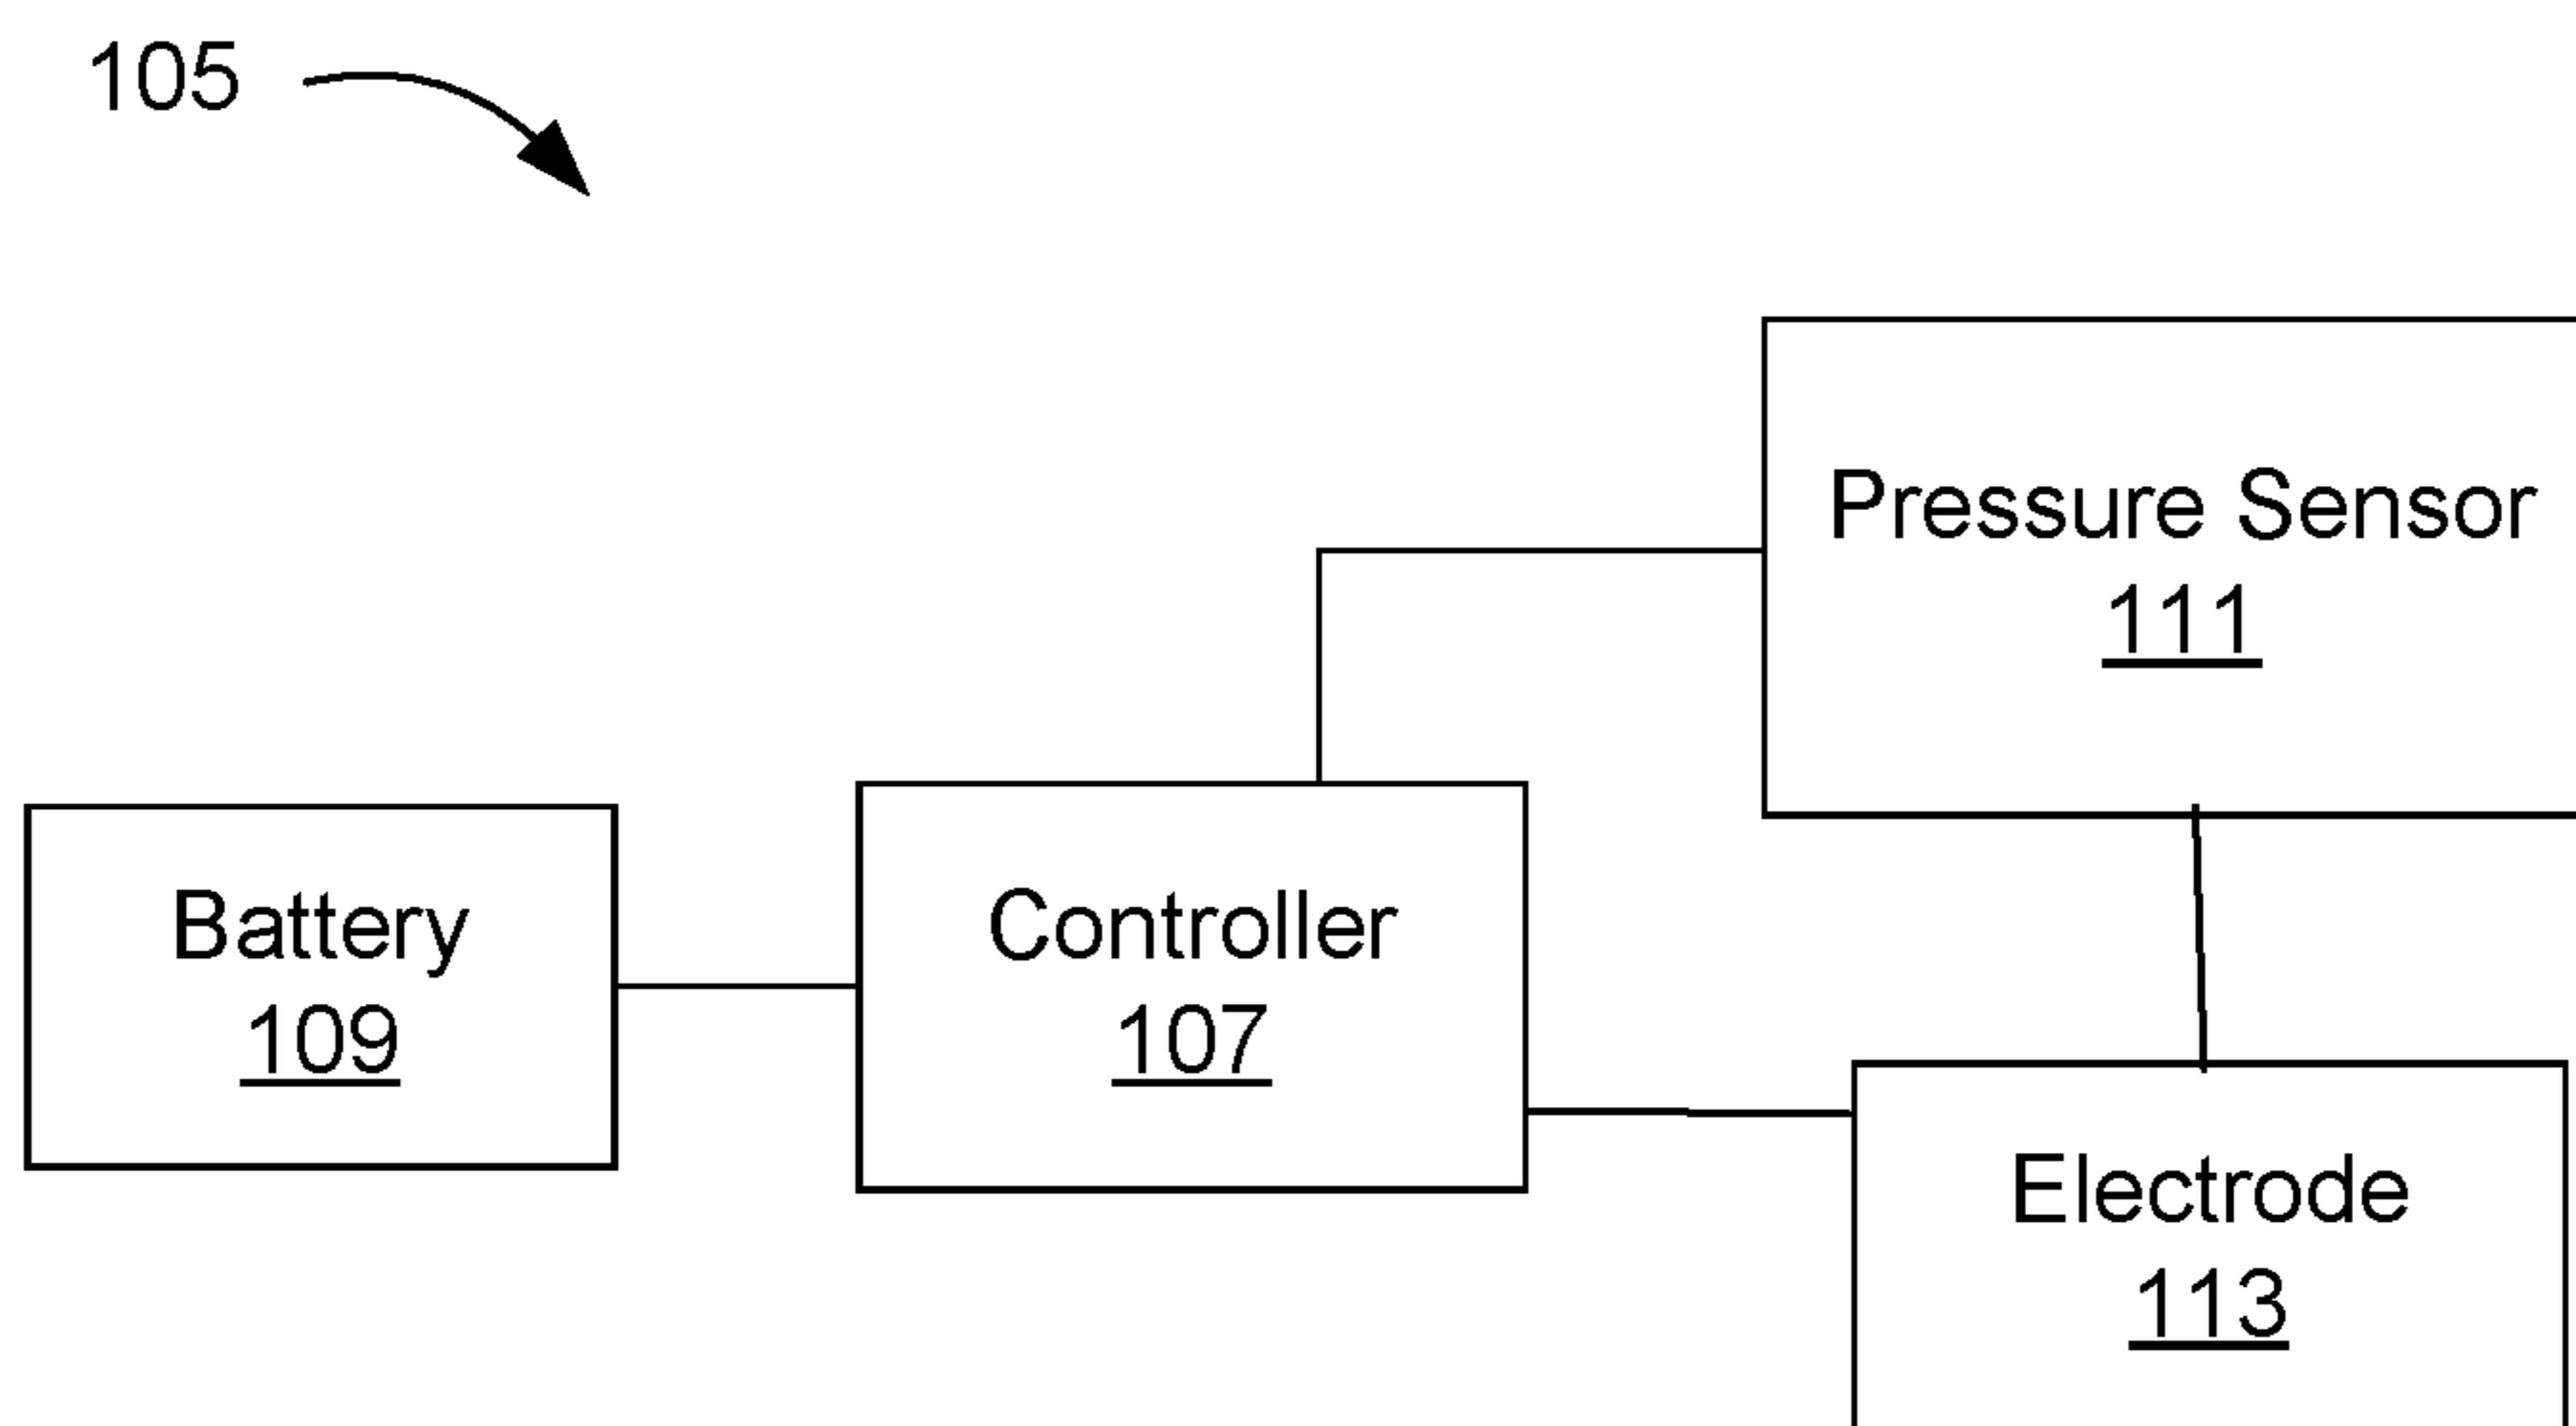 105
Pressure Sensor
111
Battery
109
Controller
107
Electrode
113